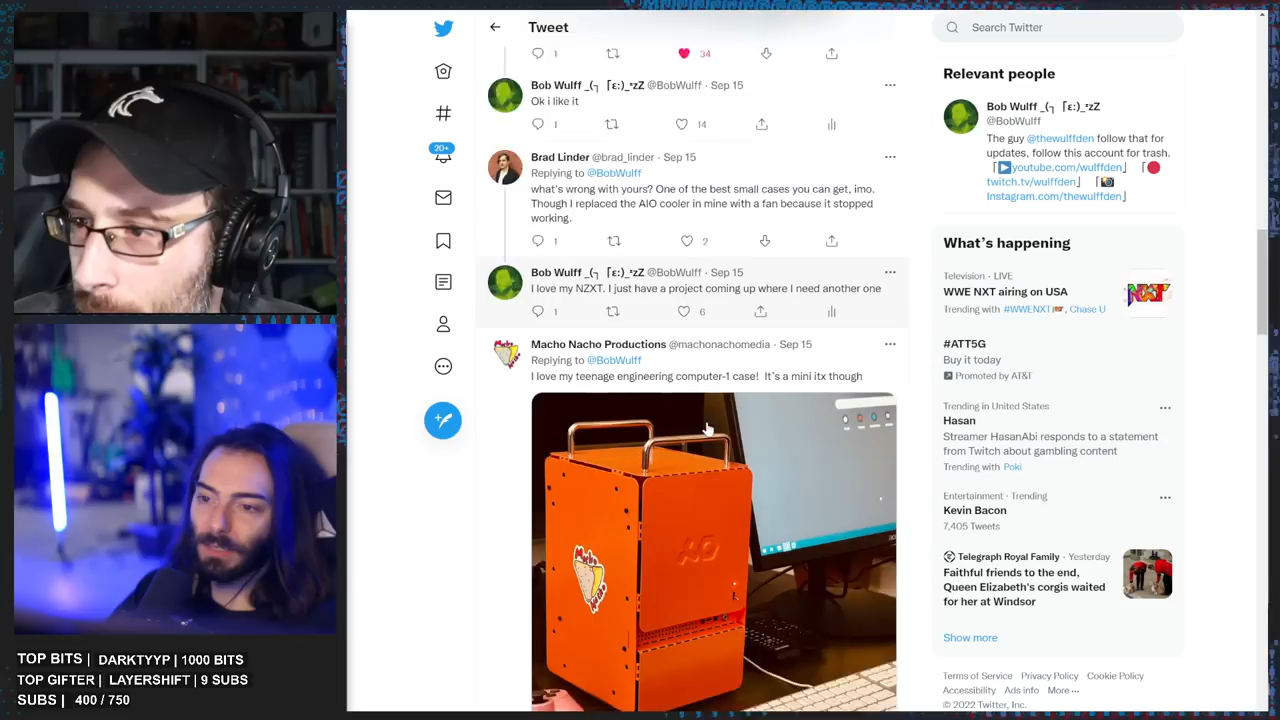 Tweet
1
34
Bob Wulff _(┐「ε:)_ᶻzZ @BobWulff · Sep 15
Ok i like it
1
14
Brad Linder @brad_linder · Sep 15
Replying to @BobWulff
what's wrong with yours? One of the best small cases you can get, imo.
Though I replaced the AIO cooler in mine with a fan because it stopped
working.
1
2
Bob Wulff _(┐「ε:)_ᶻzZ @BobWulff · Sep 15
I love my NZXT. I just have a project coming up where I need another one
1
6
Macho Nacho Productions @machonachomedia · Sep 15
Replying to @BobWulff
I love my teenage engineering computer-1 case! It's a mini itx though
20+
Search Twitter
Relevant people
Bob Wulff _(┐「ε:)_ᶻzZ
@BobWulff
The guy @thewulffden follow that for
updates, follow this account for trash.
「▶️youtube.com/wulffden」「🔴
twitch.tv/wulffden」「📸
Instagram.com/thewulffden」
What's happening
Television · LIVE
WWE NXT airing on USA
Trending with #WWENXT, Chase U
NXT
#ATT5G
Buy it today
Promoted by AT&T
Trending in United States
Hasan
Streamer HasanAbi responds to a statement
from Twitch about gambling content
Trending with Poki
Entertainment · Trending
Kevin Bacon
7,405 Tweets
Telegraph Royal Family · Yesterday
Faithful friends to the end,
Queen Elizabeth's corgis waited
for her at Windsor
Show more
Terms of Service Privacy Policy Cookie Policy
Accessibility Ads info More ···
© 2022 Twitter, Inc.
TOP BITS | DARKTYYP | 1000 BITS
TOP GIFTER | LAYERSHIFT | 9 SUBS
SUBS | 400 / 750